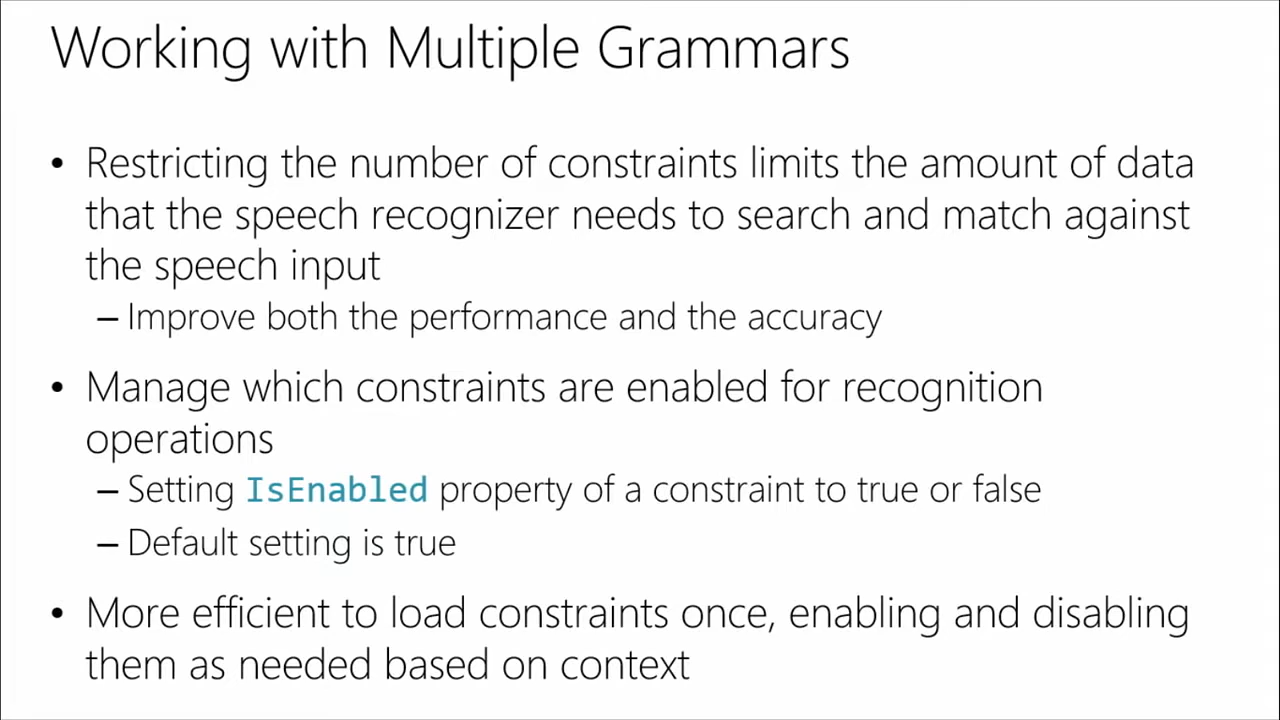 Working with Multiple Grammars
• Restricting the number of constraints limits the amount of data
that the speech recognizer needs to search and match against
the speech input
– Improve both the performance and the accuracy
• Manage which constraints are enabled for recognition
operations
– Setting IsEnabled property of a constraint to true or false
– Default setting is true
• More efficient to load constraints once, enabling and disabling
them as needed based on context